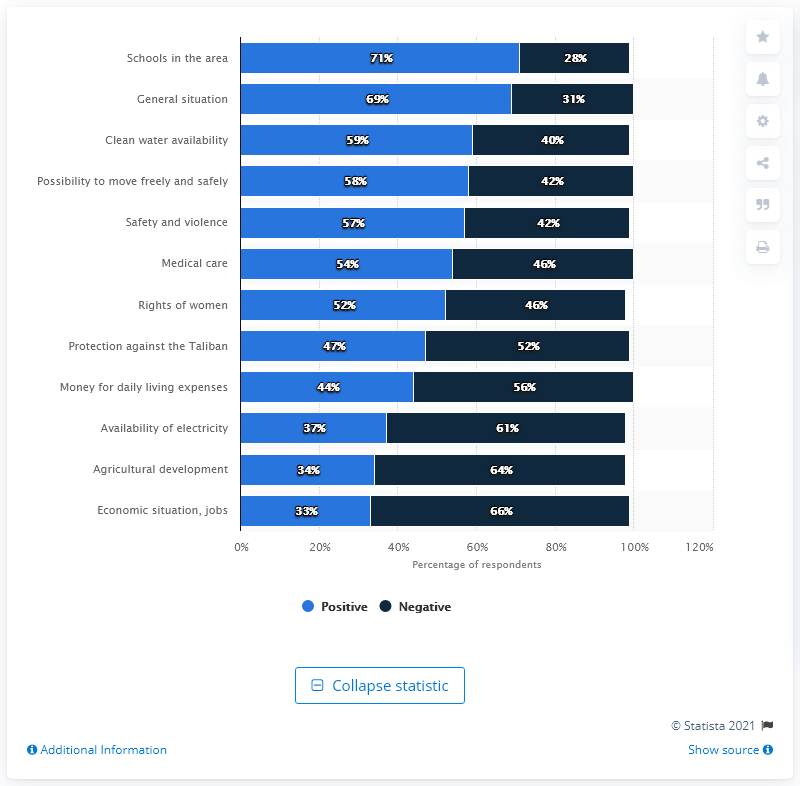 Schools in the area 71% 28%
General situation 69% 31%
Clean water availability 59% 40%
Possibility to move freely and safely 58% 42%
Safety and violence 57% 42%
Medical care 54% 46%
Rights of women 52% 46%
Protection against the Taliban 47% 52%
Money for daily living expenses 44% 56%
Availability of electricity 37% 61%
Agricultural development 34% 64%
Economic situation, jobs 33% 66%
0% 20% 40% 60% 80% 100% 120%
Percentage of respondents
Positive Negative
Collapse statistic
© Statista 2021
Additional Information Show source